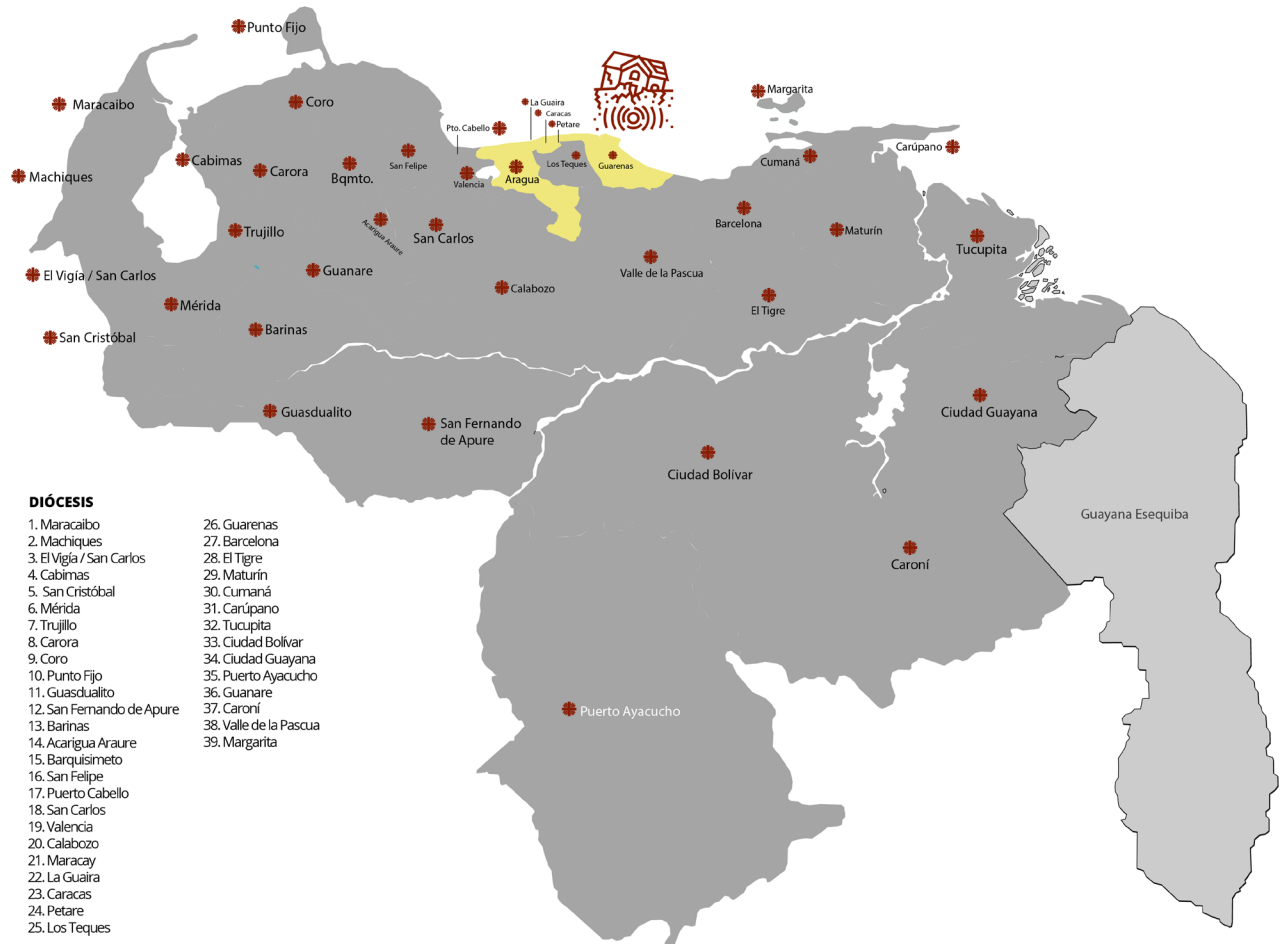 Punto Fijo
Maracaibo
Coro
La Guaira
Caracas
Petare
Pto. Cabello
Margarita
Machiques
Cabimas
Carora
Bqmto.
San Felipe
Valencia
Aragua
Los Teques
Guarenas
Cumaná
Carúpano
Trujillo
Acarigua Araure
San Carlos
Barcelona
Maturín
Tucupita
El Vigía / San Carlos
Guanare
Calabozo
Valle de la Pascua
El Tigre
Mérida
San Cristóbal
Barinas
Guasdualito
San Fernando
de Apure
Ciudad Bolívar
Ciudad Guayana
Guayana Esequiba
Caroní
Puerto Ayacucho
DIÓCESIS
1. Maracaibo
2. Machiques
3. El Vigía / San Carlos
4. Cabimas
5. San Cristóbal
6. Mérida
7. Trujillo
8. Carora
9. Coro
10. Punto Fijo
11. Guasdualito
12. San Fernando de Apure
13. Barinas
14. Acarigua Araure
15. Barquisimeto
16. San Felipe
17. Puerto Cabello
18. San Carlos
19. Valencia
20. Calabozo
21. Maracay
22. La Guaira
23. Caracas
24. Petare
25. Los Teques
26. Guarenas
27. Barcelona
28. El Tigre
29. Maturín
30. Cumaná
31. Carúpano
32. Tucupita
33. Ciudad Bolívar
34. Ciudad Guayana
35. Puerto Ayacucho
36. Guanare
37. Caroní
38. Valle de la Pascua
39. Margarita